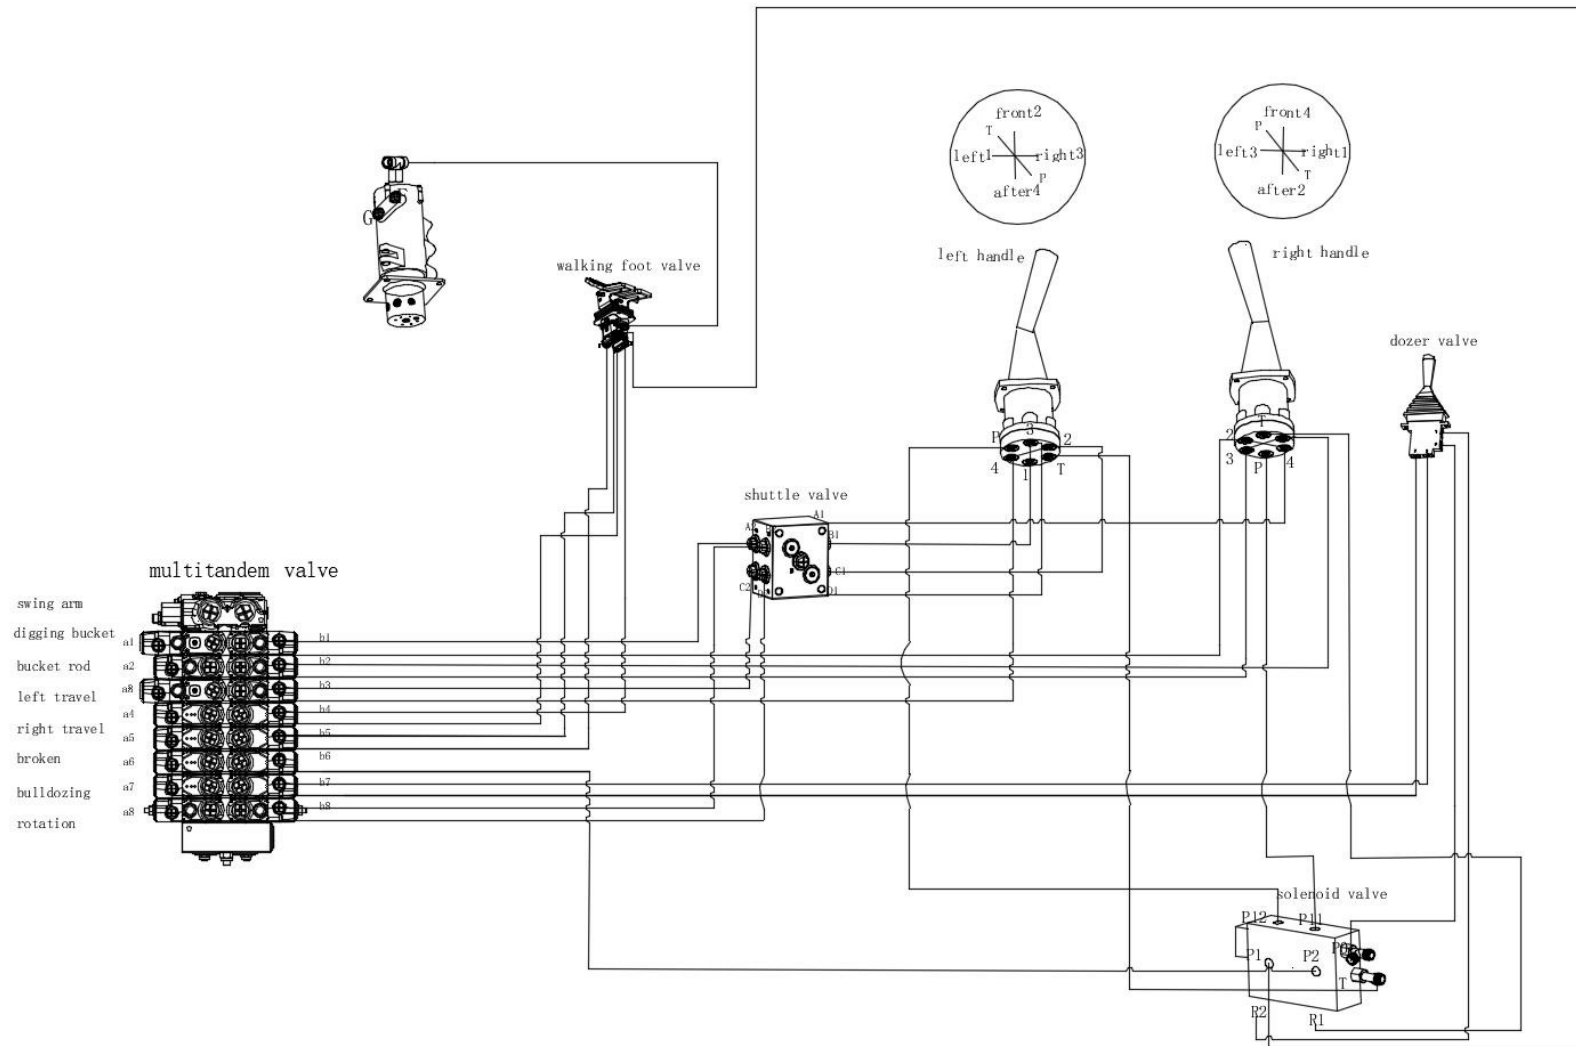 front2
T
left1
right3
P
after4
front4
P
left3
right1
T
after2
left handle
right handle
G
walking foot valve
dozer valve
P
3
2
4
1
T
2
T
3
P
4
shuttle valve
A1
B1
C1
C2
D1
multitandem valve
swing arm
digging bucket
a1
b1
bucket rod
a2
b2
left travel
a8
b3
a4
b4
right travel
a5
b5
broken
a6
b6
bulldozing
a7
b7
rotation
a8
b8
solenoid valve
P12
P11
P1
P2
T
R2
R1